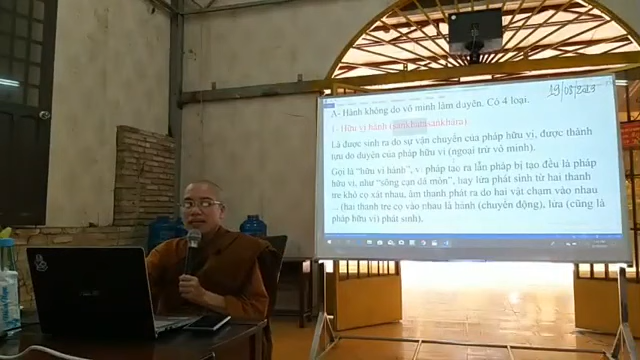 19/08/2023
A- Hành không do vô minh làm duyên. Có 4 loại.
1- Hữu vi hành (saṅkhatasaṅkhāra).
Là được sinh ra do sự vận chuyển của pháp hữu vi, được thành
tựu do duyên của pháp hữu vi (ngoại trừ vô minh).
Gọi là “hữu vi hành”, vì pháp tạo ra lẫn pháp bị tạo đều là pháp
hữu vi, như “sông cạn đá mòn”, hay lửa phát sinh từ hai thanh
tre khô cọ xát nhau, âm thanh phát ra do hai vật chạm vào nhau
... (hai thanh tre cọ vào nhau là hành (chuyển động), lửa (cũng là
pháp hữu vi) phát sinh).